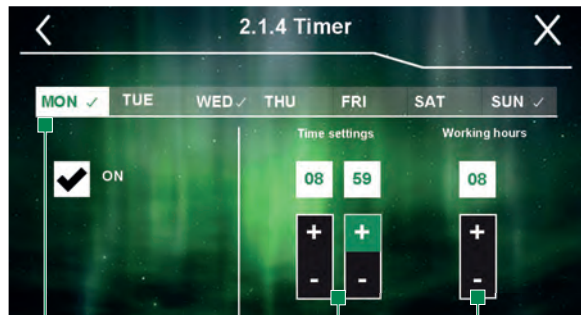 2.1.4 Timer
MON ✓ TUE WED ✓ THU FRI SAT SUN ✓
Time settings Working hours
ON 08 59 08
+ + +
- - -